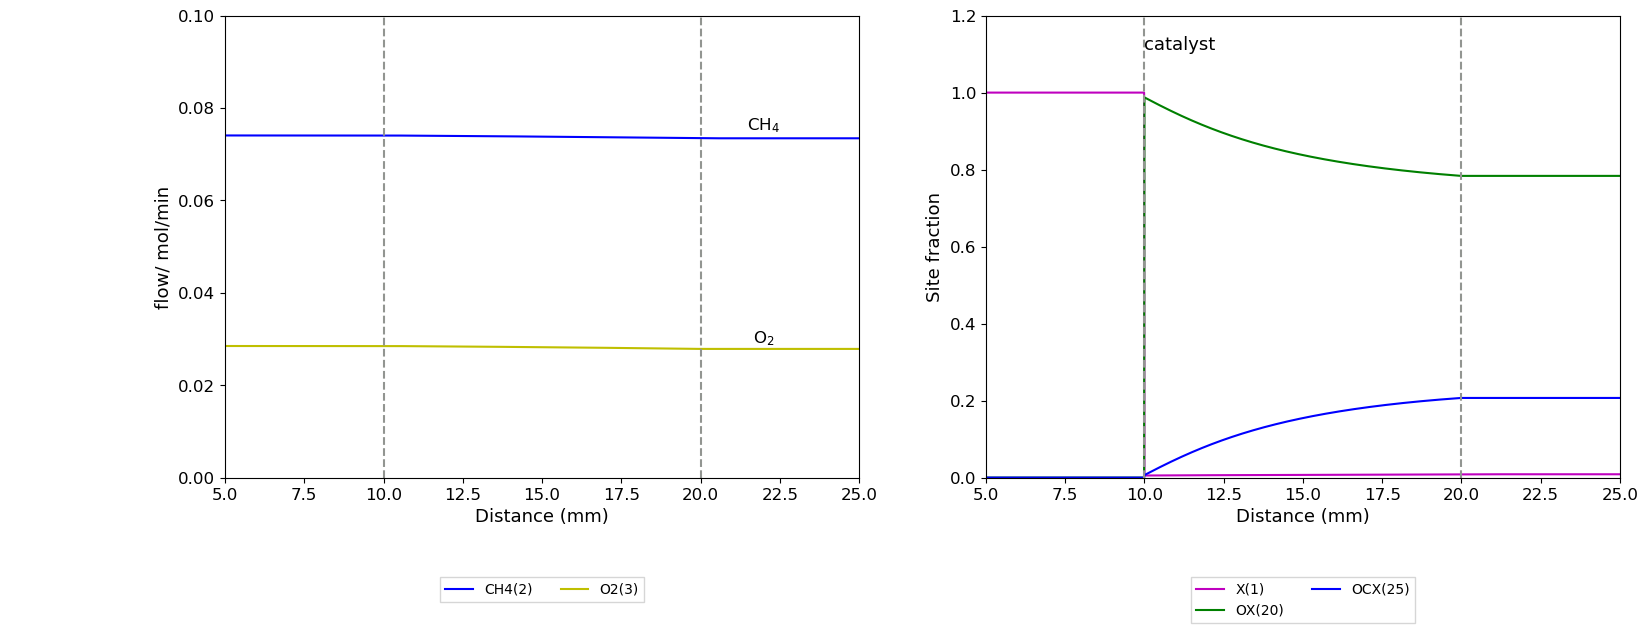 0.10
0.08
0.06
0.04
0.02
0.00
flow/ mol/min
CH₄
O₂
5.0 7.5 10.0 12.5 15.0 17.5 20.0 22.5 25.0
Distance (mm)
CH4(2) O2(3)
1.2
1.0
0.8
0.6
0.4
0.2
0.0
Site fraction
catalyst
5.0 7.5 10.0 12.5 15.0 17.5 20.0 22.5 25.0
Distance (mm)
X(1) OCX(25)
OX(20)